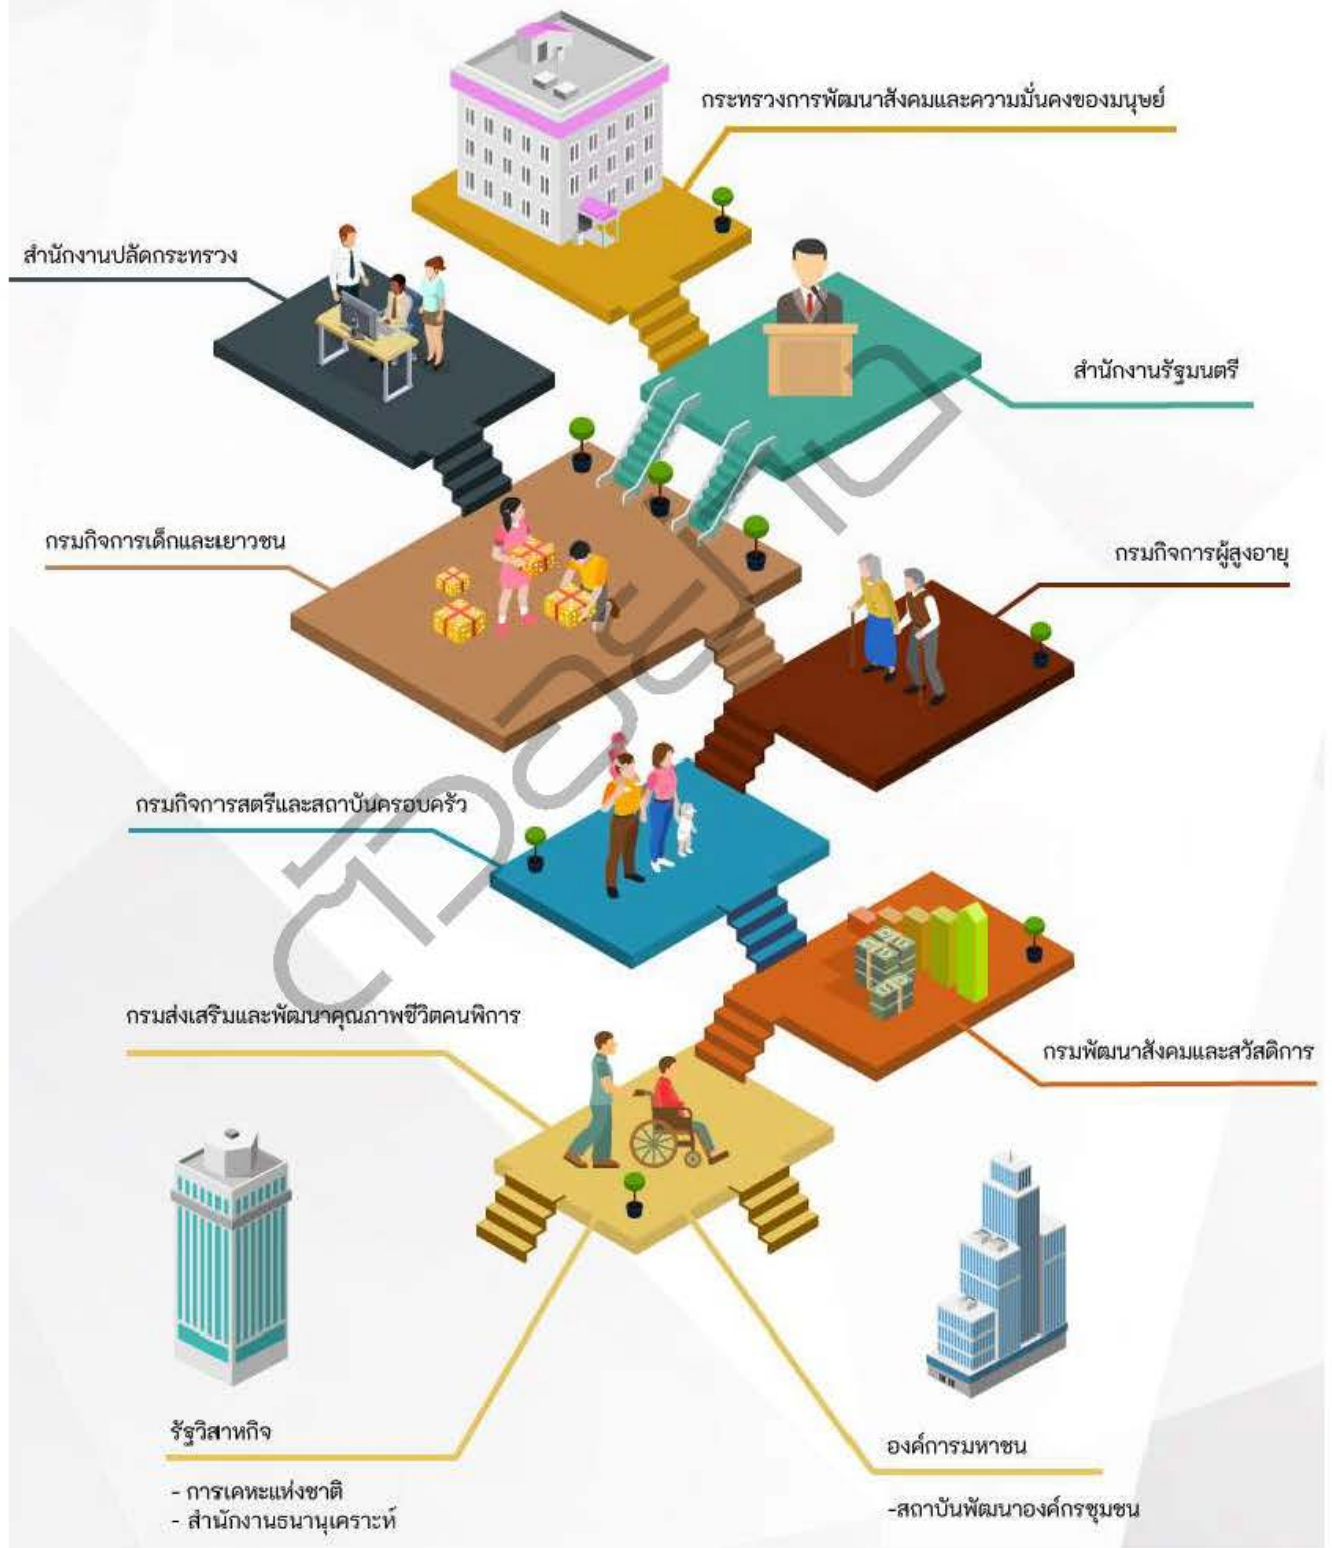 กระทรวงการพัฒนาสังคมและความมั่นคงของมนุษย์
สำนักงานปลัดกระทรวง
สำนักงานรัฐมนตรี
กรมกิจการเด็กและเยาวชน
กรมกิจการผู้สูงอายุ
กรมกิจการสตรีและสถาบันครอบครัว
กรมส่งเสริมและพัฒนาคุณภาพชีวิตคนพิการ
กรมพัฒนาสังคมและสวัสดิการ
รัฐวิสาหกิจ
- การเคหะแห่งชาติ
- สำนักงานธนานุเคราะห์
องค์การมหาชน
-สถาบันพัฒนาองค์กรชุมชน
ตัวอย่าง